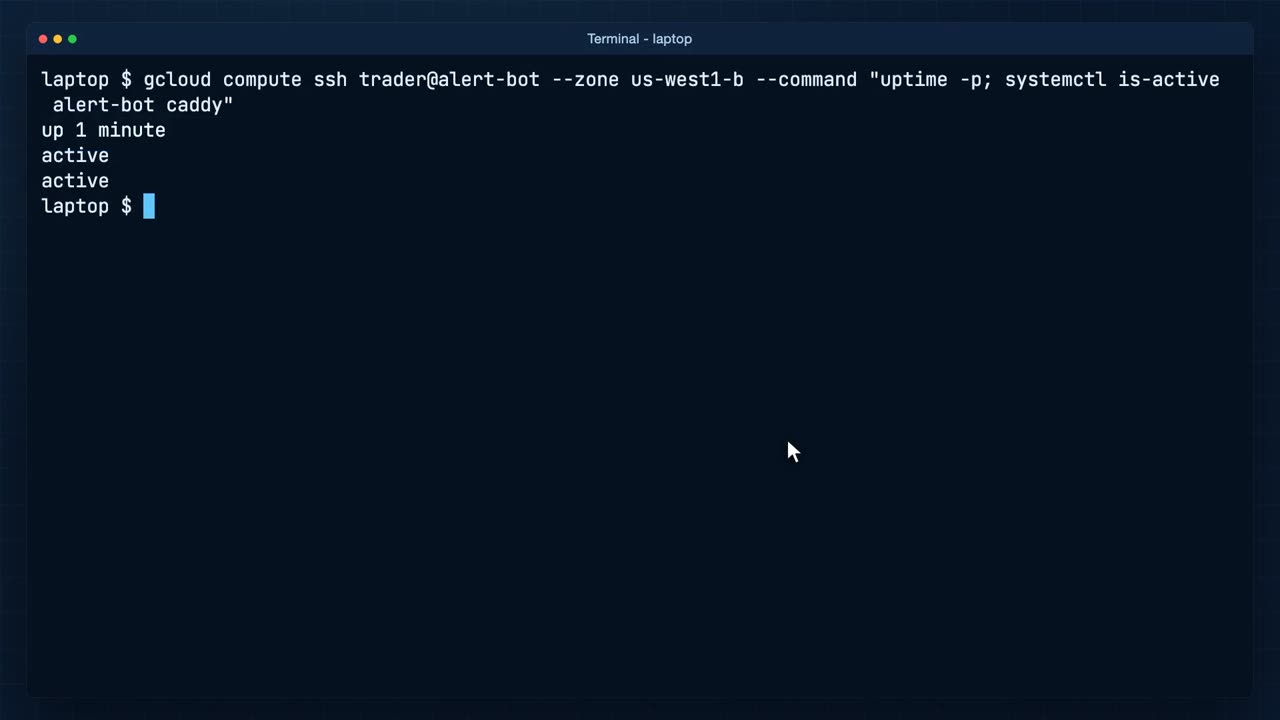 Terminal - laptop
laptop $ gcloud compute ssh trader@alert-bot --zone us-west1-b --command "uptime -p; systemctl is-active
 alert-bot caddy"
up 1 minute
active
active
laptop $